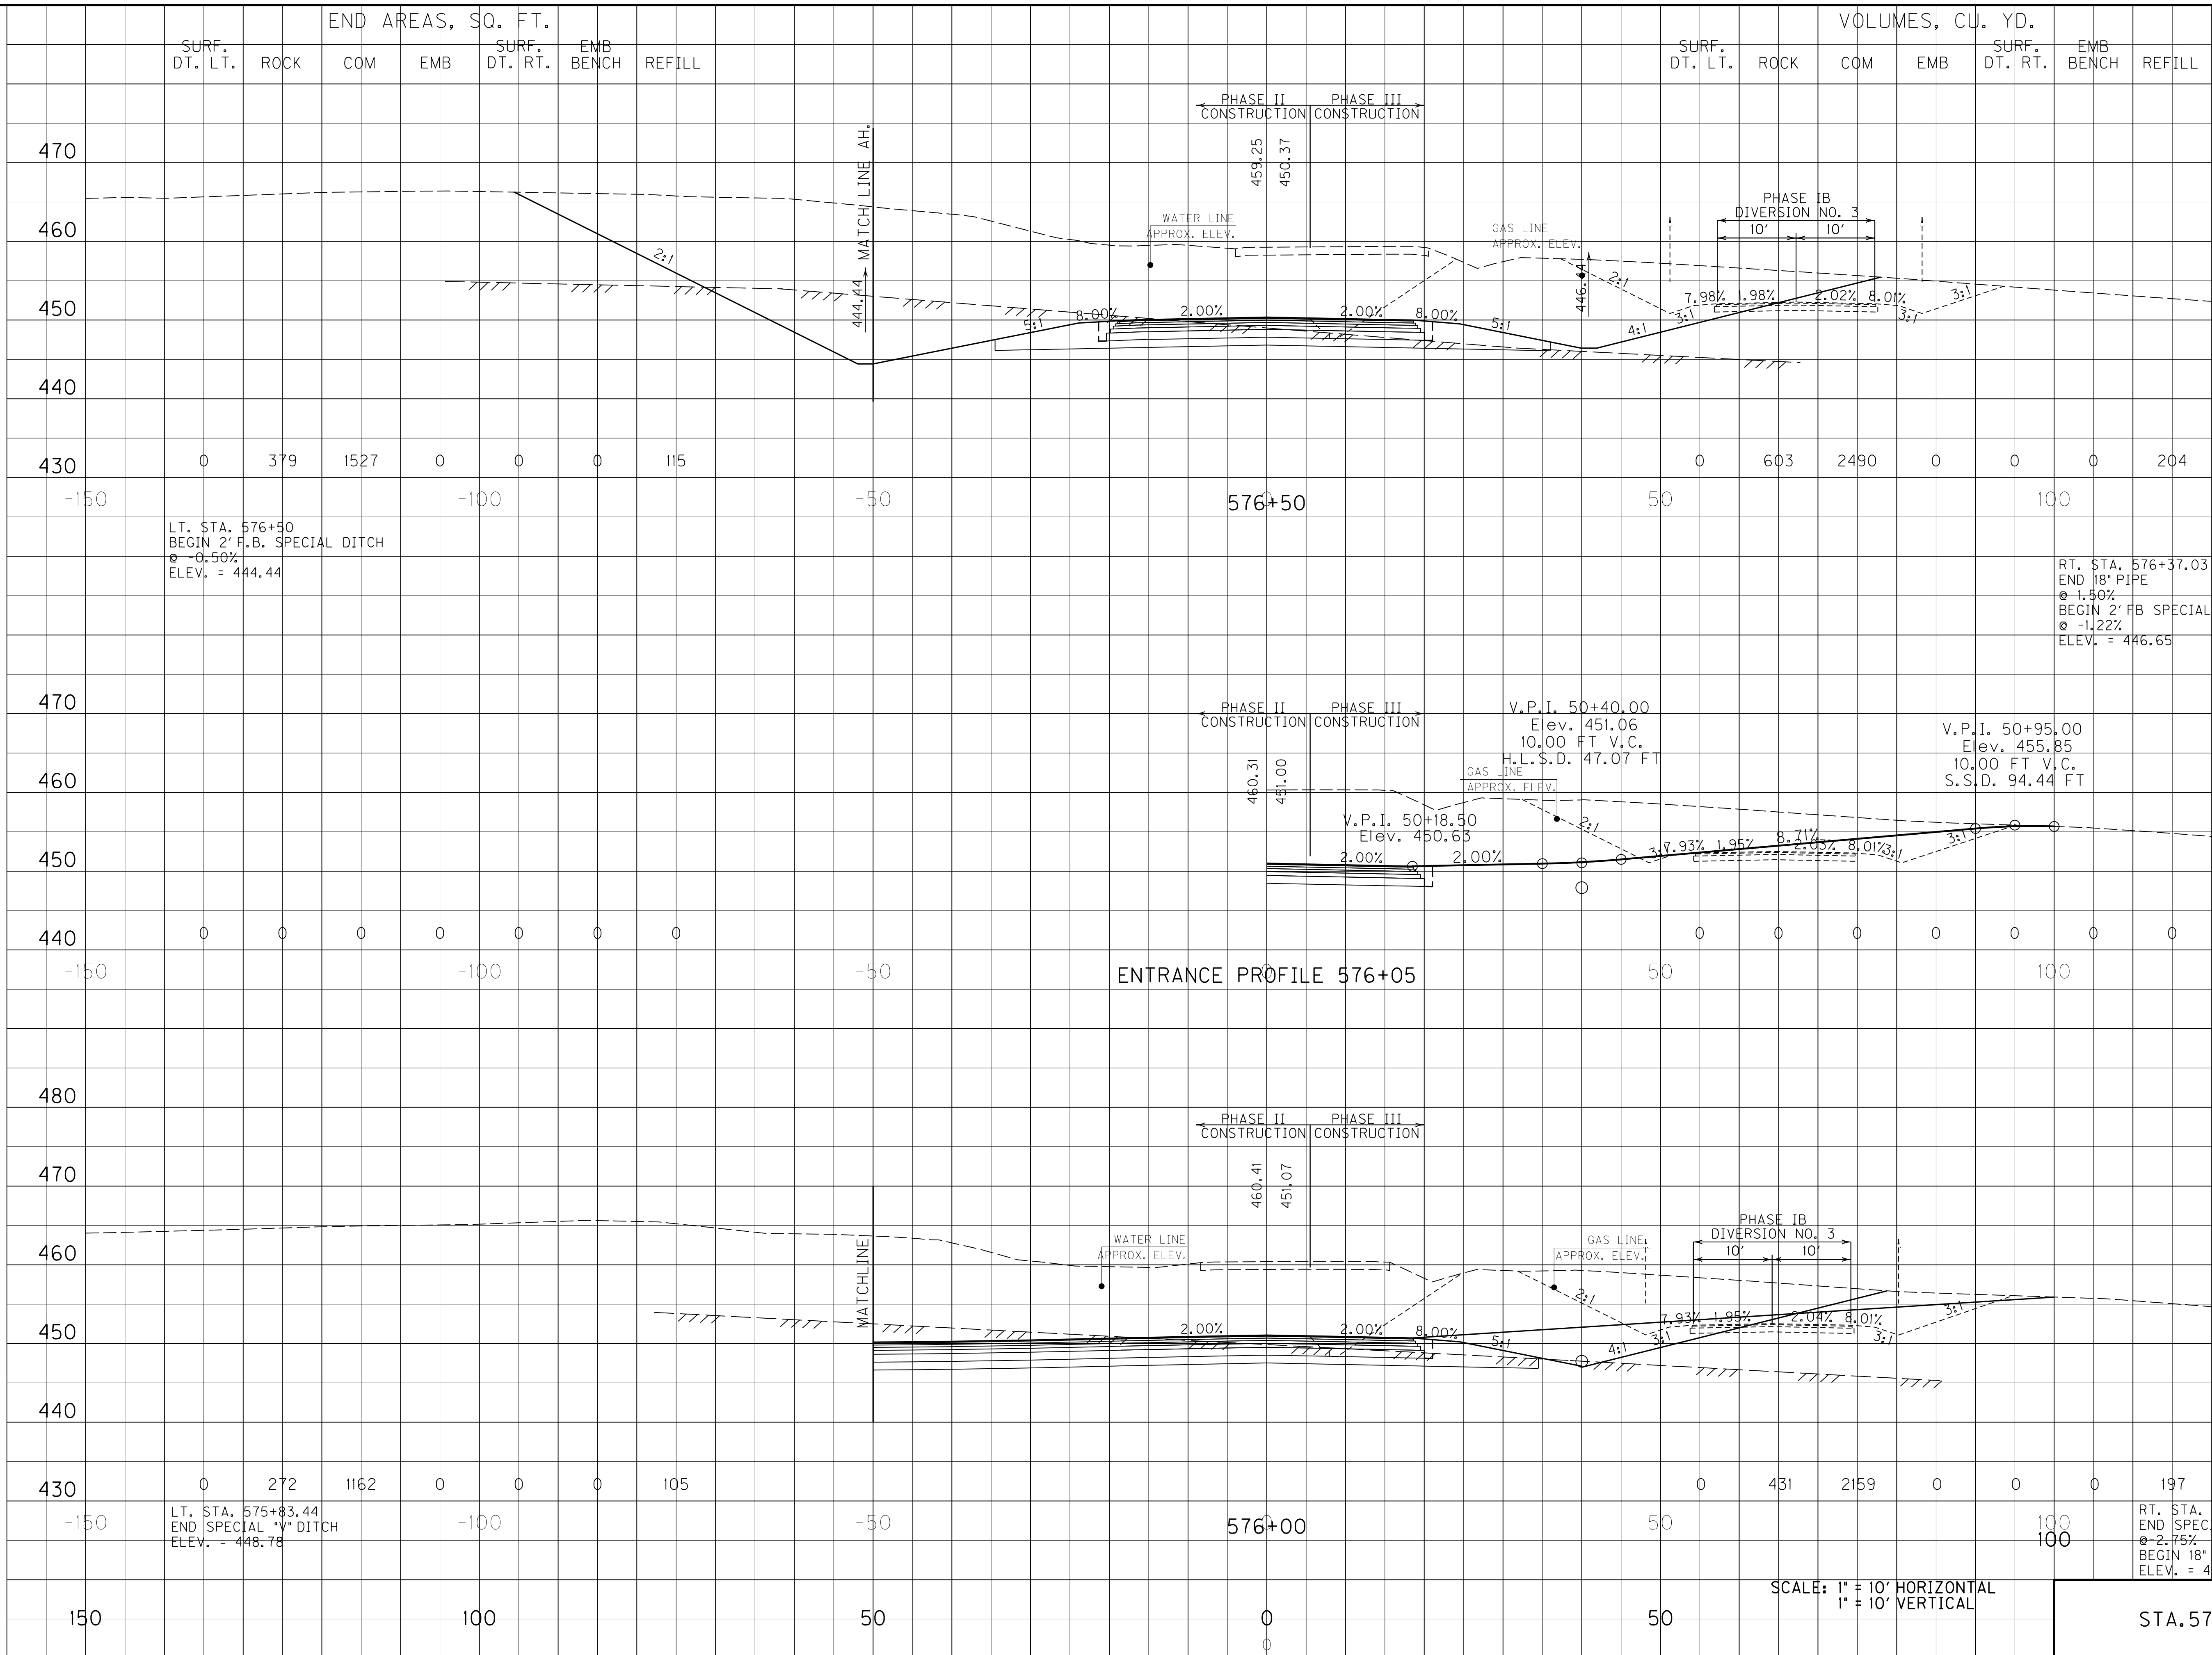 END AREAS, SQ. FT.
VOLUMES, CU. YD.
SURF. DT. LT. ROCK COM EMB SURF. DT. RT. EMB BENCH REFILL
SURF. DT. LT. ROCK COM EMB SURF. DT. RT. EMB BENCH REFILL
PHASE II CONSTRUCTION
PHASE III CONSTRUCTION
470
460
450
440
430
444.44 MATCH LINE AH.
459.25
450.37
WATER LINE
APPROX. ELEV.
GAS LINE
APPROX. ELEV.
446.44
PHASE IB
DIVERSION NO. 3
10' 10'
2:1
5:1
8.00% 2.00% 2.00% 8.00%
5:1
2:1
4:1
3:1
7.98% 1.98% 2.02% 8.01%
3:1
3:1
0 379 1527 0 0 0 115
0 603 2490 0 0 0 204
-150 -100 -50 0 50 100
576+50
LT. STA. 576+50
BEGIN 2' F.B. SPECIAL DITCH
@ -0.50%
ELEV. = 444.44
RT. STA. 576+37.03
END 18" PIPE
@ 1.50%
BEGIN 2' FB SPECIAL
@ -1.22%
ELEV. = 446.65
470
460
450
440
PHASE II CONSTRUCTION
PHASE III CONSTRUCTION
460.31
451.00
V.P.I. 50+40.00
Elev. 451.06
10.00 FT V.C.
H.L.S.D. 47.07 FT
V.P.I. 50+95.00
Elev. 455.85
10.00 FT V.C.
S.S.D. 94.44 FT
GAS LINE
APPROX. ELEV.
V.P.I. 50+18.50
Elev. 450.63
2.00% 2.00%
2:1
3:1
7.93% 1.95% 8.71% 2.03% 8.01%
3:1
3:1
0 0 0 0 0 0 0
0 0 0 0 0 0 0
-150 -100 -50 0 50 100
ENTRANCE PROFILE 576+05
480
470
460
450
440
430
PHASE II CONSTRUCTION
PHASE III CONSTRUCTION
460.41
451.07
MATCHLINE
WATER LINE
APPROX. ELEV.
GAS LINE
APPROX. ELEV.
PHASE IB
DIVERSION NO. 3
10' 10'
2.00% 2.00% 8.00%
5:1
2:1
4:1
3:1
7.93% 1.95% 2.04% 8.01%
3:1
3:1
0 272 1162 0 0 0 105
0 431 2159 0 0 0 197
LT. STA. 575+83.44
END SPECIAL "V" DITCH
ELEV. = 448.78
-150 -100 -50 0 50 100
576+00
100
RT. STA.
END SPEC
@-2.75%
BEGIN 18"
ELEV. = 4
SCALE: 1" = 10' HORIZONTAL
1" = 10' VERTICAL
150 100 50 0 50
0
STA.57